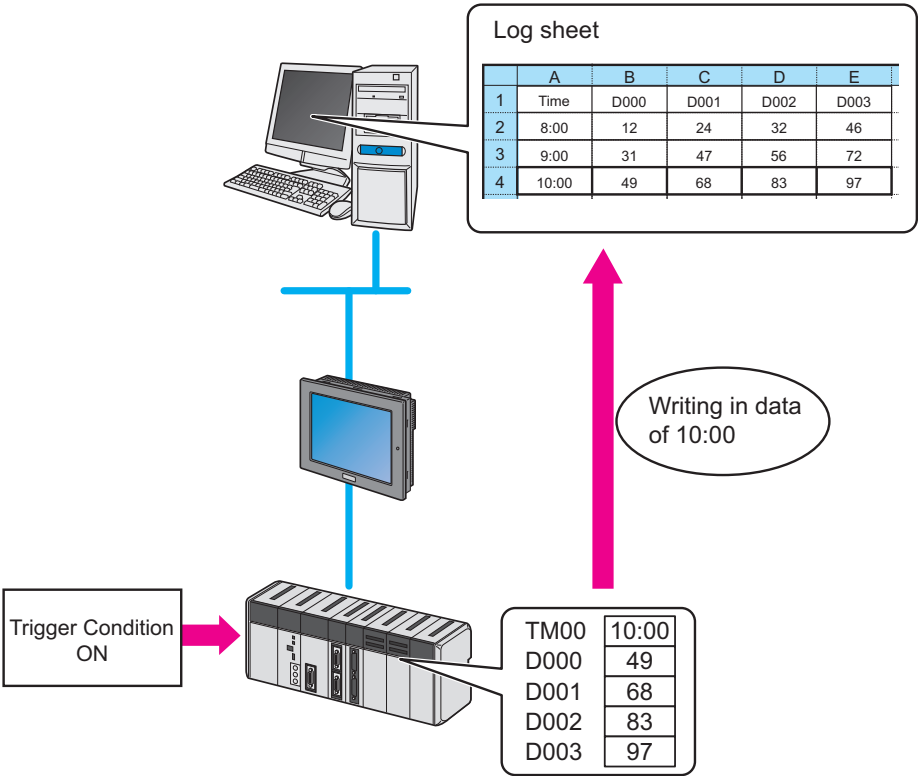 Log sheet
A B C D E
1 Time D000 D001 D002 D003
2 8:00 12 24 32 46
3 9:00 31 47 56 72
4 10:00 49 68 83 97
Writing in data
of 10:00
Trigger Condition
ON
TM00 10:00
D000 49
D001 68
D002 83
D003 97